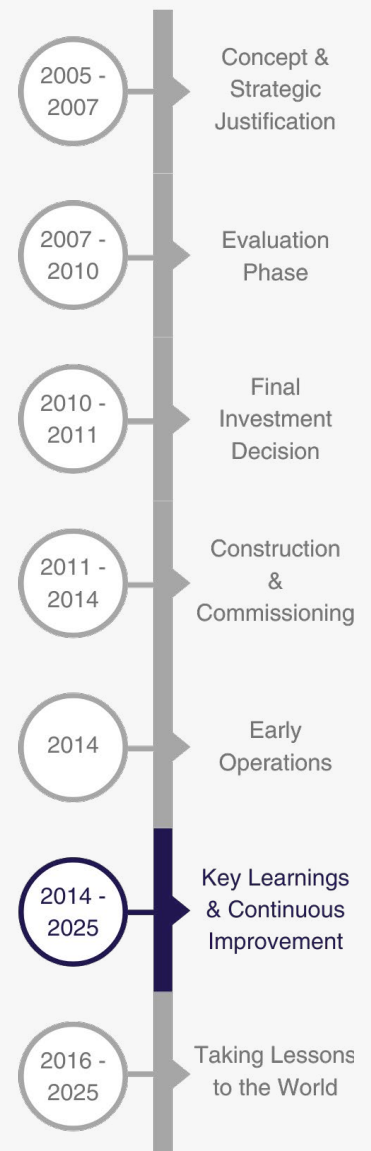 2005 -
2007
Concept &
Strategic
Justification
2007 -
2010
Evaluation
Phase
2010 -
2011
Final
Investment
Decision
2011 -
2014
Construction
&
Commissioning
2014
Early
Operations
2014 -
2025
Key Learnings
& Continuous
Improvement
2016 -
2025
Taking Lessons
to the World